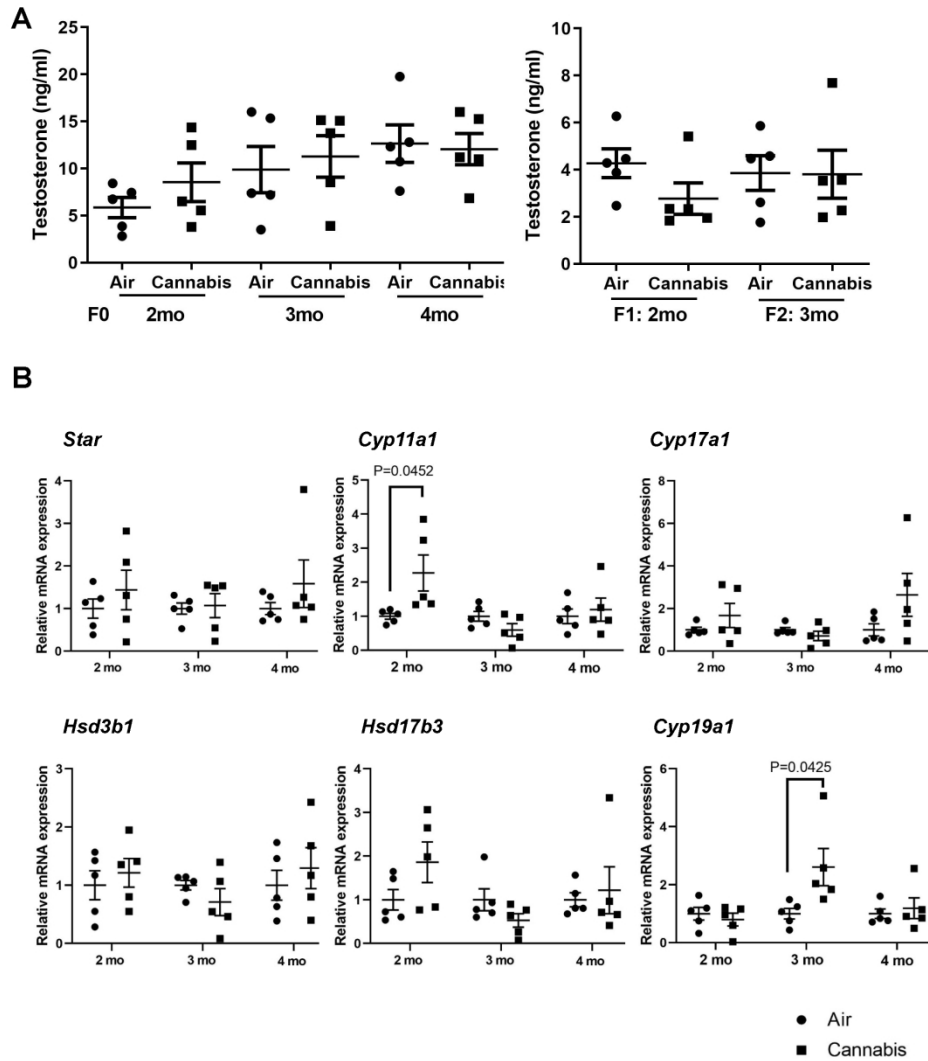 A
Testosterone (ng/ml)
25
20
15
10
5
0
Air Cannabis Air Cannabis Air Cannabis
F0 2mo 3mo 4mo
Testosterone (ng/ml)
10
8
6
4
2
0
Air Cannabis Air Cannabis
F1: 2mo F2: 3mo
B
Star
Relative mRNA expression
4
3
2
1
0
2 mo 3 mo 4 mo
Cyp11a1
P=0.0452
Relative mRNA expression
5
4
3
2
1
0
2 mo 3 mo 4 mo
Cyp17a1
Relative mRNA expression
8
6
4
2
0
2 mo 3 mo 4 mo
Hsd3b1
Relative mRNA expression
3
2
1
0
2 mo 3 mo 4 mo
Hsd17b3
Relative mRNA expression
4
3
2
1
0
2 mo 3 mo 4 mo
Cyp19a1
P=0.0425
Relative mRNA expression
6
4
2
0
2 mo 3 mo 4 mo
Air
Cannabis